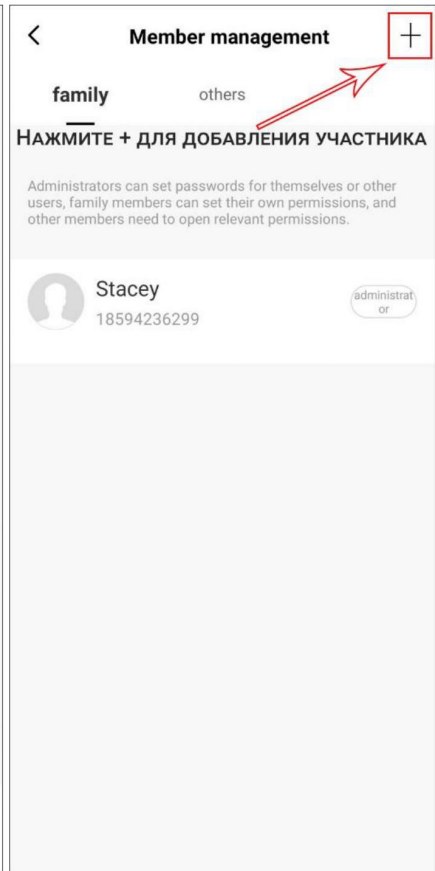 Member management
family others
Нажмите + для добавления участника
Administrators can set passwords for themselves or other
users, family members can set their own permissions, and
other members need to open relevant permissions.
Stacey
18594236299
administrat
or